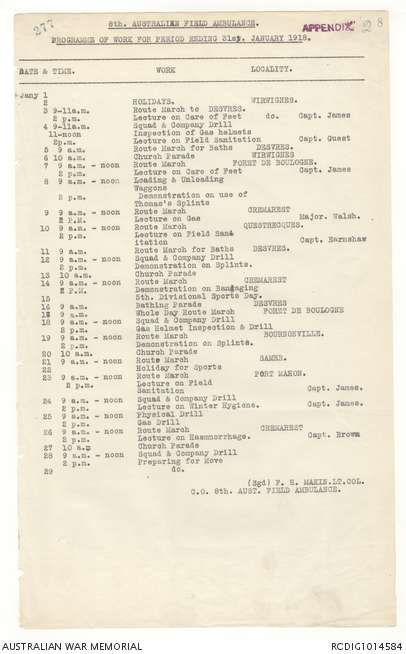 277
8th. AUSTRALIAN FIELD AMBULANCE.
APPENDIX 28
PROGRAMME OF WORK FOR PERIOD ENDING 31st. JANUARY 1918.
DATE & TIME. WORK LOCALITY.
Jany 1
2 HOLIDAYS. WIRWIGHES.
3 9-11a.m. Route March to DESVRES.
2 p.m. Lecture on Care of Feet do. Capt. James
4 9-11a.m. Squad & Company Drill
11-noon Inspection of Gas helmets
2p.m. Lecture on Field Sanitation Capt. Guest
5 9 a.m. Route March for Baths DESVRES.
6 10 a.m. Church Parade WIRWIGHES
7 9 a.m. - noon Route March FORET DE BOULOGNE.
2 p.m. Lecture on Care of Feet Capt. James
8 9 a.m. - noon Loading & Unloading
Waggons
2 p.m. Demonstration on use of
Thomas's Splints
9 9 a.m. - noon Route March CREMAREST
2 P.M. Lecture on Gas Major. Walsh.
10 9 a.m. - noon Route March QUESTRECQUES.
2 p.m. Lecture on Field San
itation Capt. Earnshaw
11 9 a.m. Route March for Baths DESVRES.
12 9 a.m. - noon Squad & Company Drill
2 p.m. Demonstration on Splints.
13 10 a.m. Church Parade
14 9 a.m. - noon Route March CREMAREST
2 P.M. Demonstration on Bandaging
15 5th. Divisional Sports Day.
16 9 a.m. Bathing Parade DESVRES
17 9 a.m. Whole Day Route March FORET DE BOULOGNE
18 9 a.m. - noon Squad & Company Drill
2 p.m. Gas Helmet Inspection & Drill
19 9 a.m. - noon Route March BOURNONVILLE.
2 p.m. Demonstration on Splints.
20 10 a.m. Church Parade
21 9 a.m. - noon Route March SAMER.
22 Holiday for Sports
23 9 a.m. - noon Route March PORT MAHON.
2 p.m. Lecture on Field
Sanitation Capt. James.
24 9 a.m. - noon Squad & Company Drill
2 p.m. Lecture on Winter Hygiene. Capt. James.
25 9 a.m. - noon Physical Drill
2 p.m. Gas Drill
26 9 a.m. - noon Route March CREMAREST
2 p.m. Lecture on Haemnorrhage. Capt. Brown
27 10 a.m Church Parade
28 9 a.m. - noon Squad & Company Drill
2 p.m. Preparing for Move
29 do.
(Sgd) F. H. MAKIN.LT.COL.
C.O. 8th. AUST. FIELD AMBULANCE.
AUSTRALIAN WAR MEMORIAL RCDIG1014584